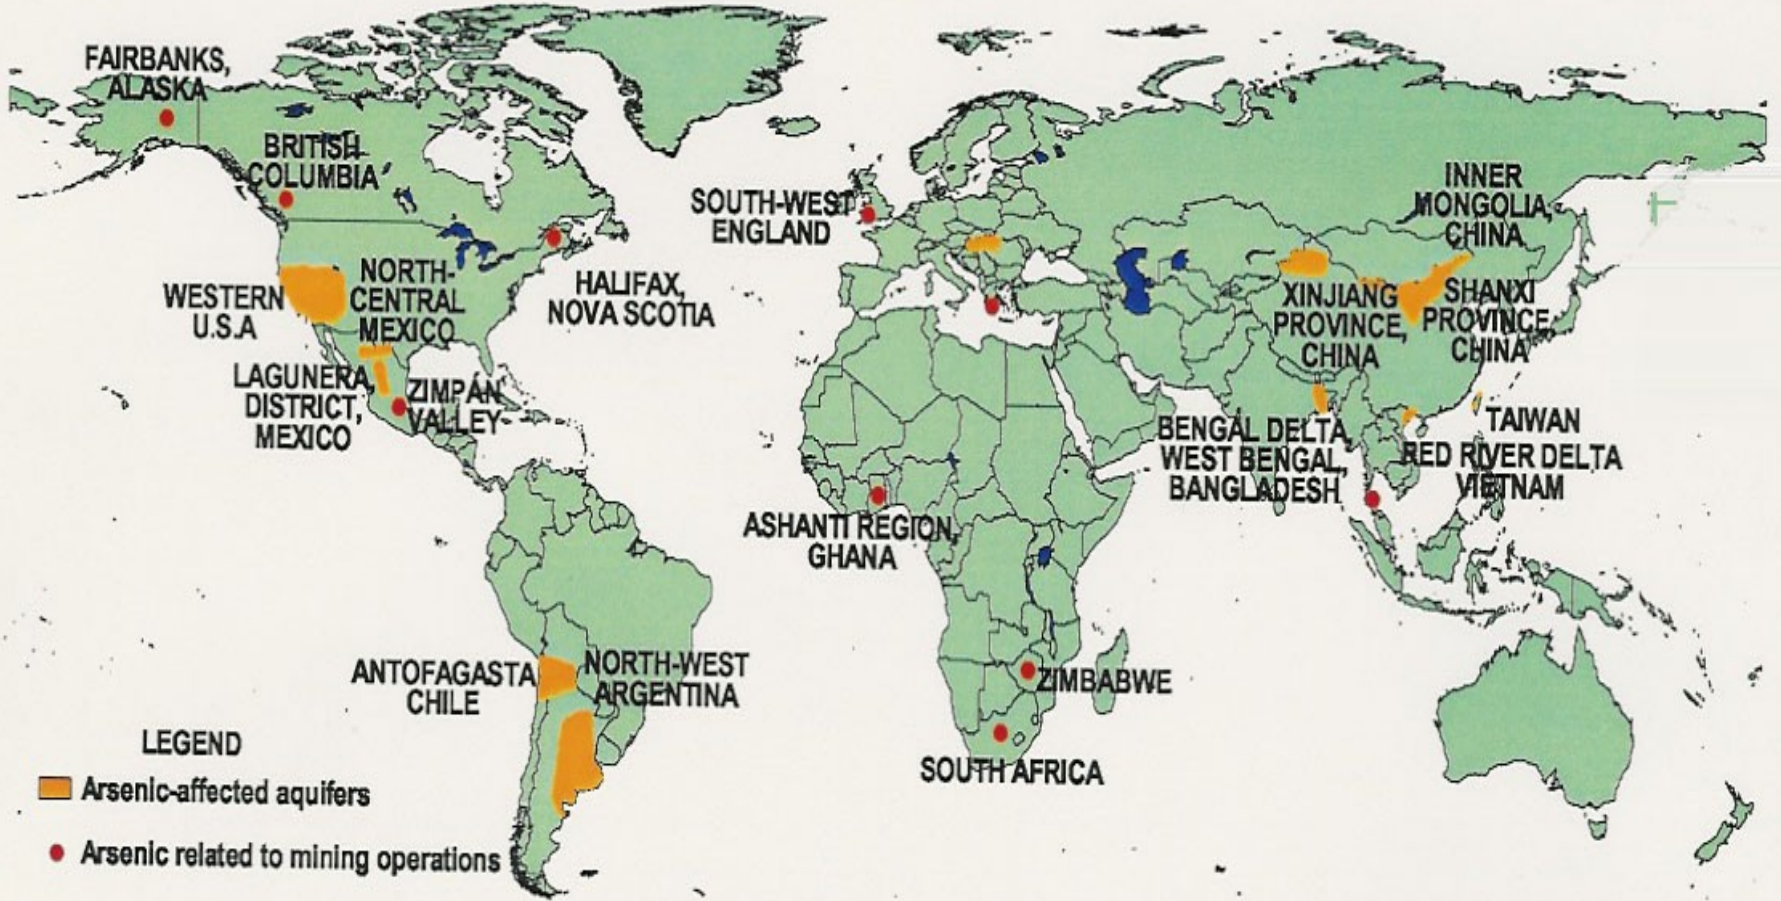 FAIRBANKS,
ALASKA
BRITISH
COLUMBIA
WESTERN
U.S.A
NORTH-
CENTRAL
MEXICO
HALIFAX,
NOVA SCOTIA
LAGUNERA,
DISTRICT,
MEXICO
ZIMPÁN
VALLEY
SOUTH-WEST
ENGLAND
INNER
MONGOLIA,
CHINA
XINJIANG
PROVINCE,
CHINA
SHANXI
PROVINCE,
CHINA
BENGAL DELTA,
WEST BENGAL,
BANGLADESH
TAIWAN
RED RIVER DELTA
VIETNAM
ASHANTI REGION,
GHANA
ANTOFAGASTA
CHILE
NORTH-WEST
ARGENTINA
ZIMBABWE
SOUTH AFRICA
LEGEND
Arsenic-affected aquifers
Arsenic related to mining operations